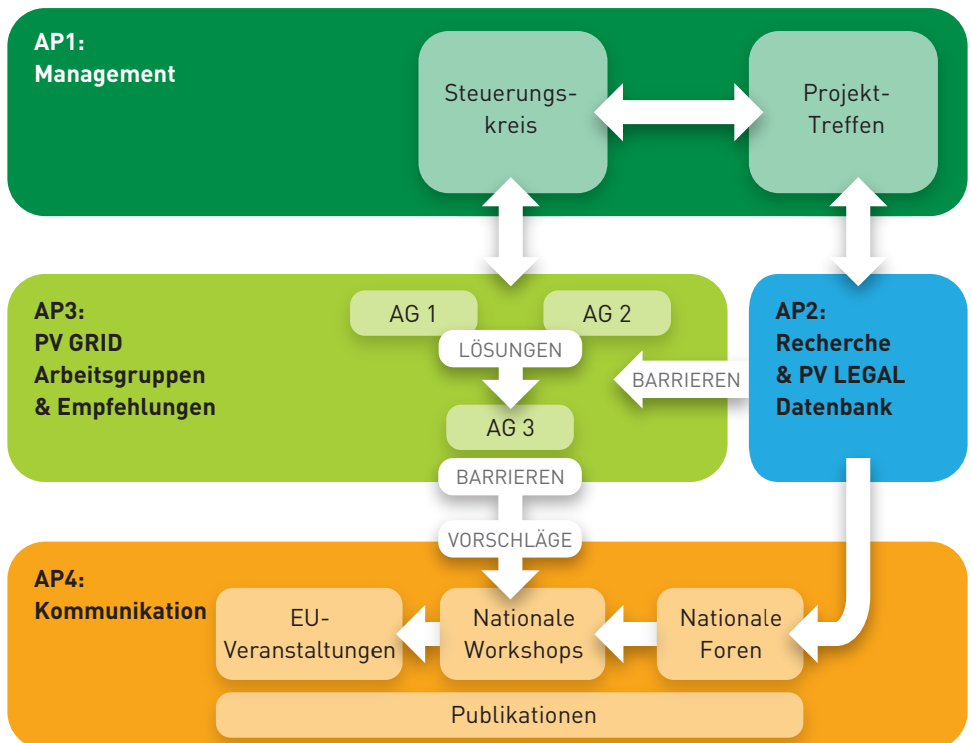 AP1:
Management
Steuerungs-
kreis
Projekt-
Treffen
AP3:
PV GRID
Arbeitsgruppen
& Empfehlungen
AG 1
AG 2
LÖSUNGEN
AG 3
BARRIEREN
VORSCHLÄGE
BARRIEREN
AP2:
Recherche
& PV LEGAL
Datenbank
AP4:
Kommunikation
EU-
Veranstaltungen
Nationale
Workshops
Nationale
Foren
Publikationen